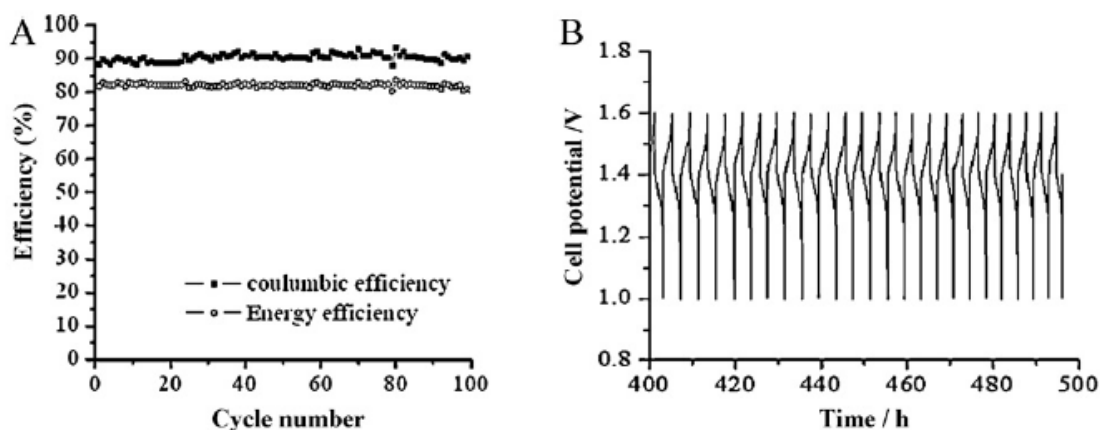 A
100
90
80
70
60
50
40
30
20
10
0
Efficiency (%)
coulumbic efficiency
Energy efficiency
0 20 40 60 80 100
Cycle number
B
1.8
1.6
1.4
1.2
1.0
0.8
Cell potential /V
400 420 440 460 480 500
Time / h